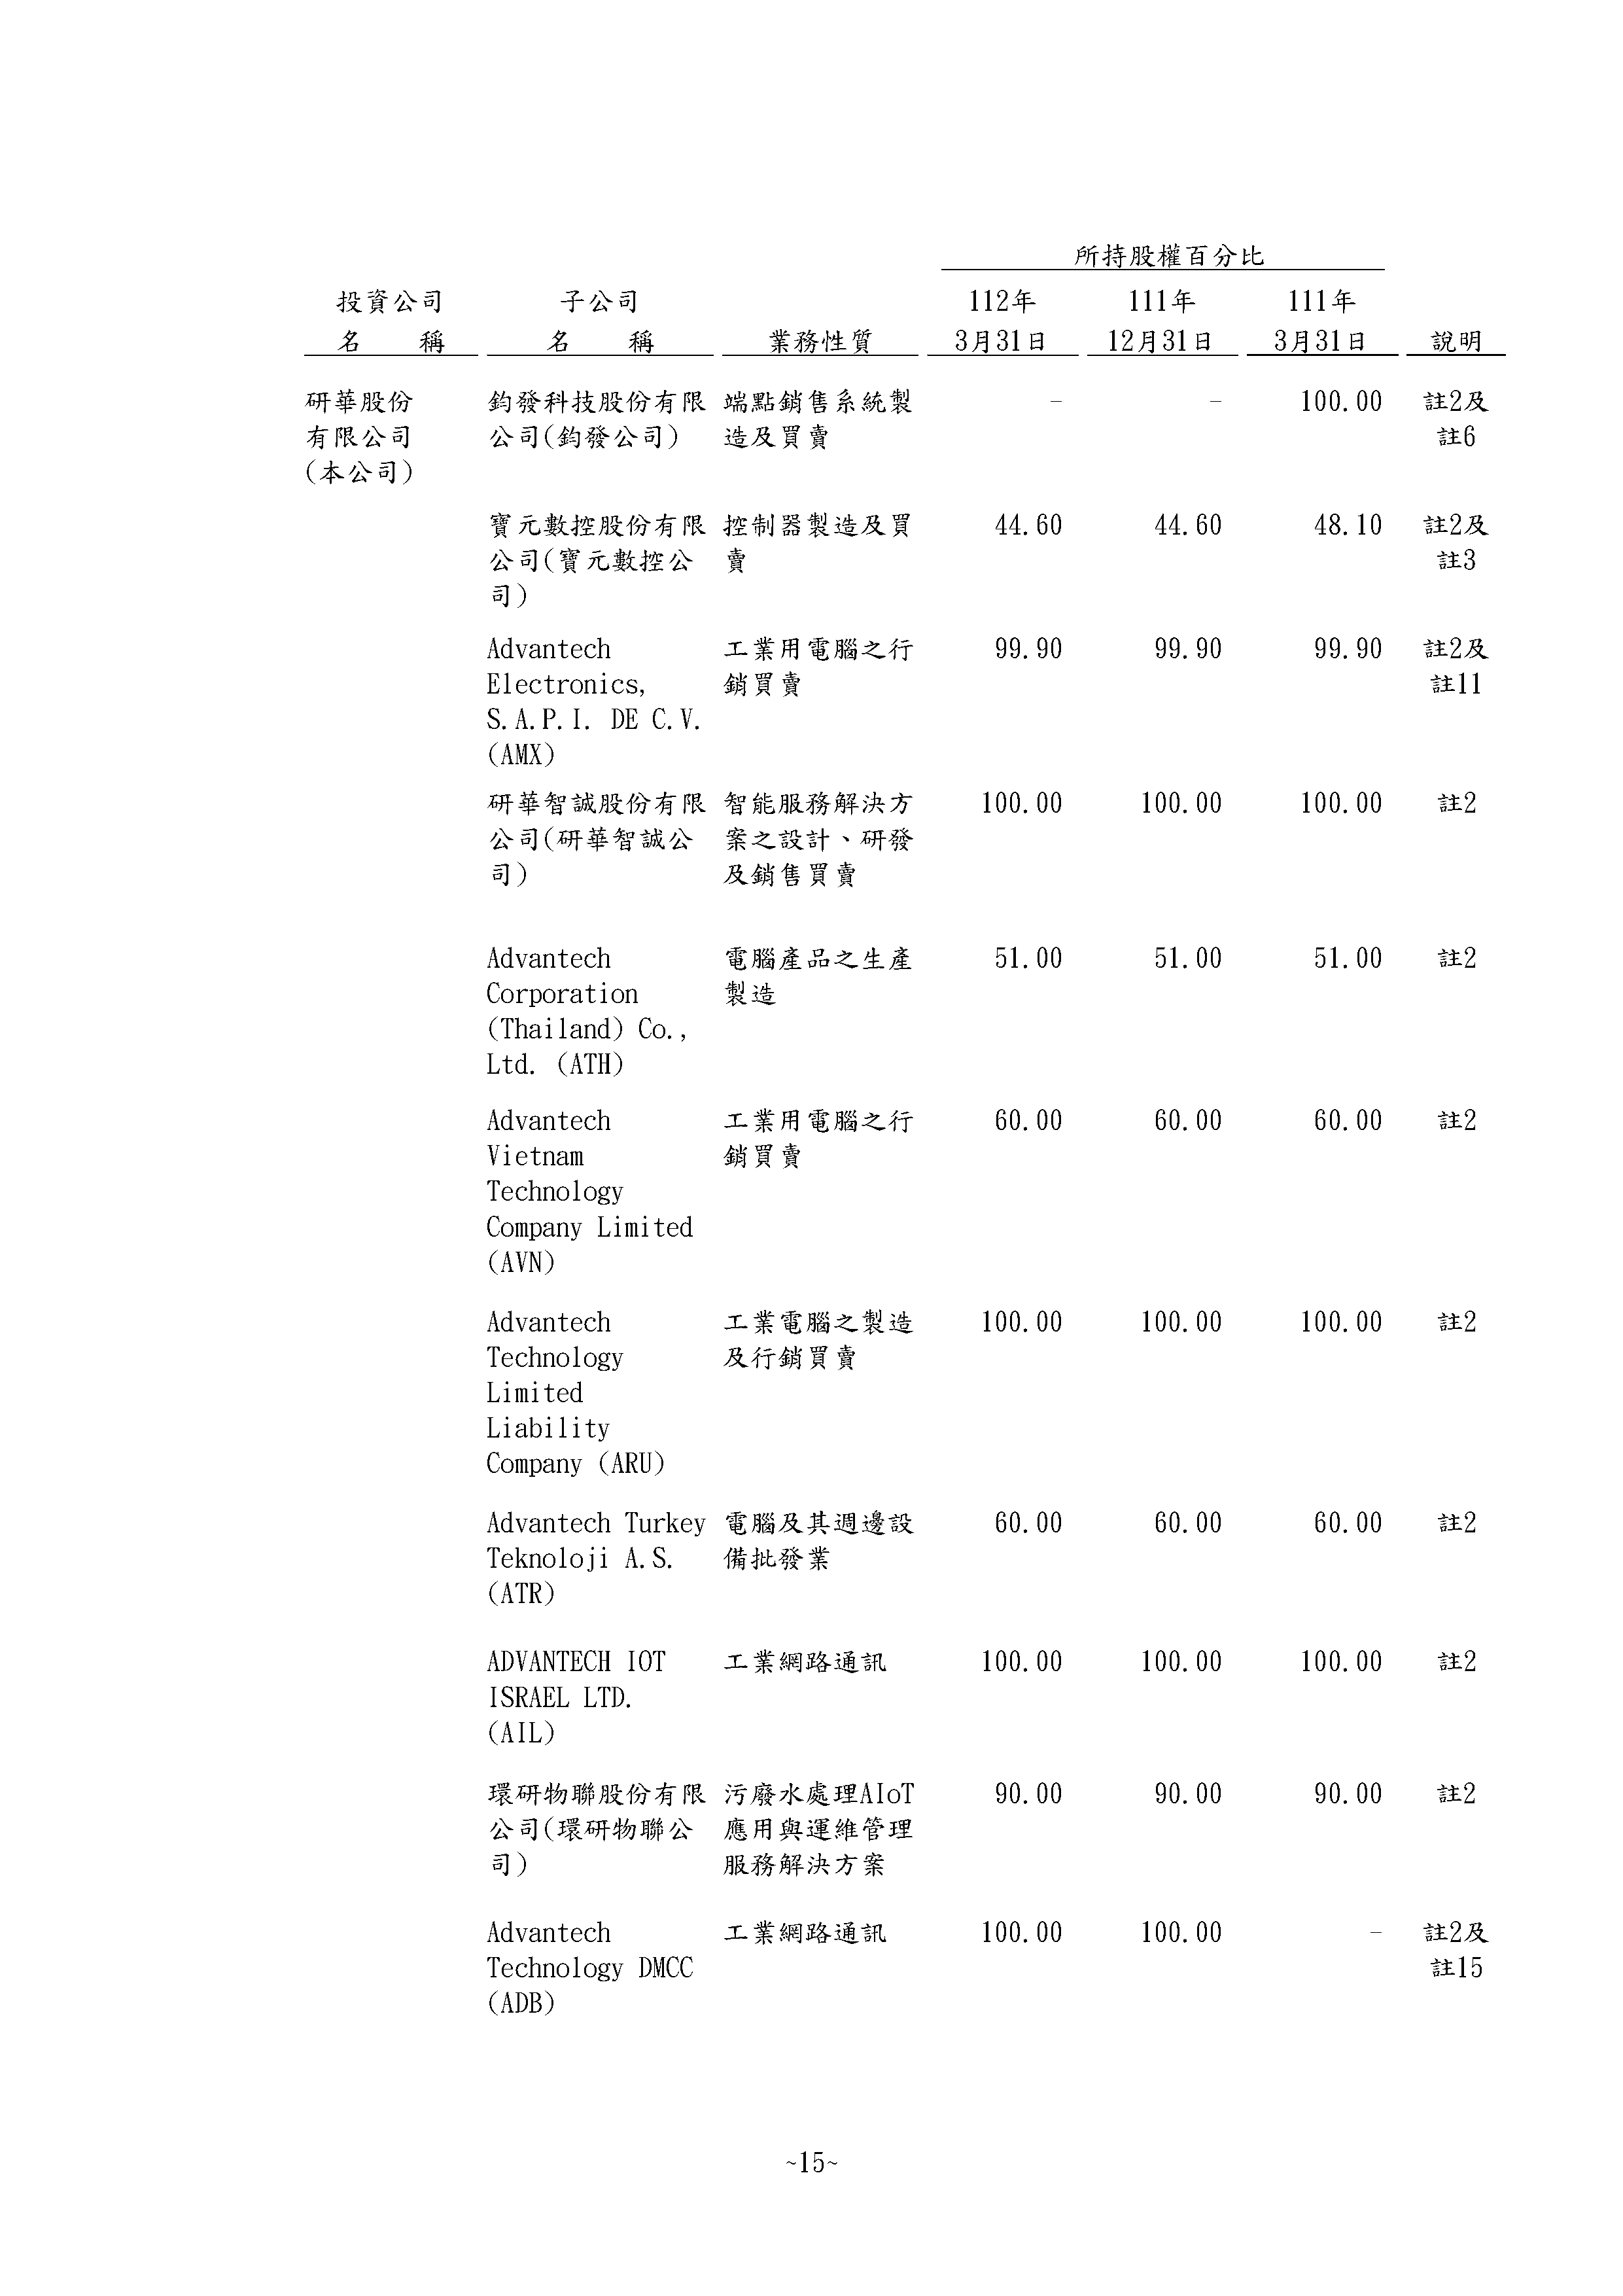 所持股權百分比
投資公司 子公司 112年 111年 111年
名 稱 名 稱 業務性質 3月31日 12月31日 3月31日 說明
研華股份 鈞發科技股份有限 端點銷售系統製 - - 100.00 註2及
有限公司 公司(鈞發公司) 造及買賣 註6
(本公司)
寶元數控股份有限 控制器製造及買 44.60 44.60 48.10 註2及
公司(寶元數控公 賣 註3
司)
Advantech 工業用電腦之行 99.90 99.90 99.90 註2及
Electronics, 銷買賣 註11
S.A.P.I. DE C.V.
(AMX)
研華智誠股份有限 智能服務解決方 100.00 100.00 100.00 註2
公司(研華智誠公 案之設計、研發
司) 及銷售買賣
Advantech 電腦產品之生產 51.00 51.00 51.00 註2
Corporation 製造
(Thailand) Co.,
Ltd. (ATH)
Advantech 工業用電腦之行 60.00 60.00 60.00 註2
Vietnam 銷買賣
Technology
Company Limited
(AVN)
Advantech 工業電腦之製造 100.00 100.00 100.00 註2
Technology 及行銷買賣
Limited
Liability
Company (ARU)
Advantech Turkey 電腦及其週邊設 60.00 60.00 60.00 註2
Teknoloji A.S. 備批發業
(ATR)
ADVANTECH IOT 工業網路通訊 100.00 100.00 100.00 註2
ISRAEL LTD.
(AIL)
環研物聯股份有限 污廢水處理AIoT 90.00 90.00 90.00 註2
公司(環研物聯公 應用與運維管理
司) 服務解決方案
Advantech 工業網路通訊 100.00 100.00 - 註2及
Technology DMCC 註15
(ADB)
~15~